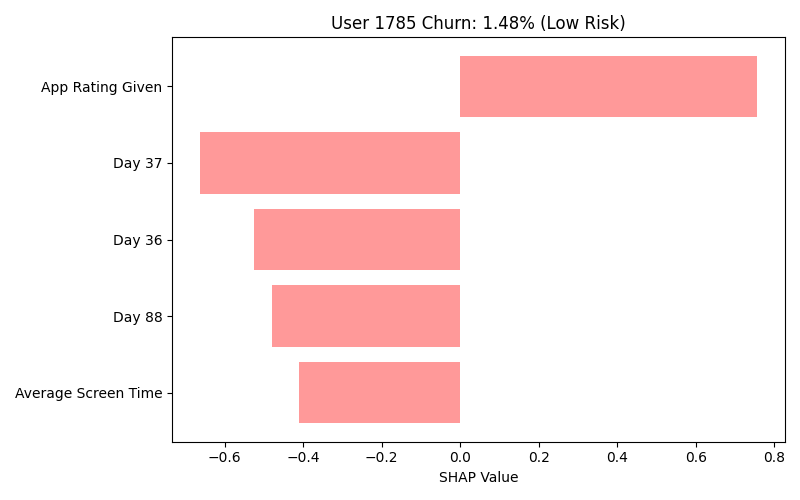 User 1785 Churn: 1.48% (Low Risk)
App Rating Given
Day 37
Day 36
Day 88
Average Screen Time
−0.6 −0.4 −0.2 0.0 0.2 0.4 0.6 0.8
SHAP Value